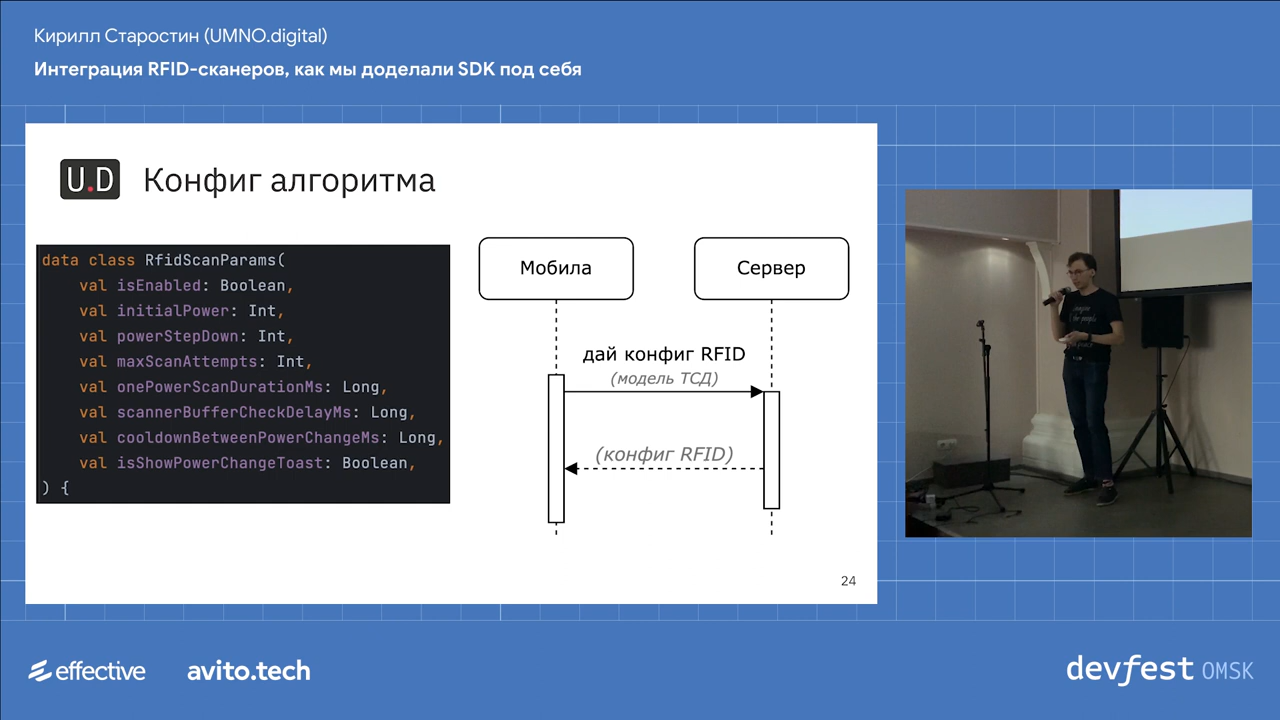 Кирилл Старостин (UMNO.digital)
Интеграция RFID-сканеров, как мы доделали SDK под себя
U.D
Конфиг алгоритма
data class RfidScanParams(
val isEnabled: Boolean,
val initialPower: Int,
val powerStepDown: Int,
val maxScanAttempts: Int,
val onePowerScanDurationMs: Long,
val scannerBufferCheckDelayMs: Long,
val cooldownBetweenPowerChangeMs: Long,
val isShowPowerChangeToast: Boolean,
) {
Мобила
Сервер
дай конфиг RFID
(модель ТСД)
(конфиг RFID)
24
effective
avito.tech
devfest OMSK